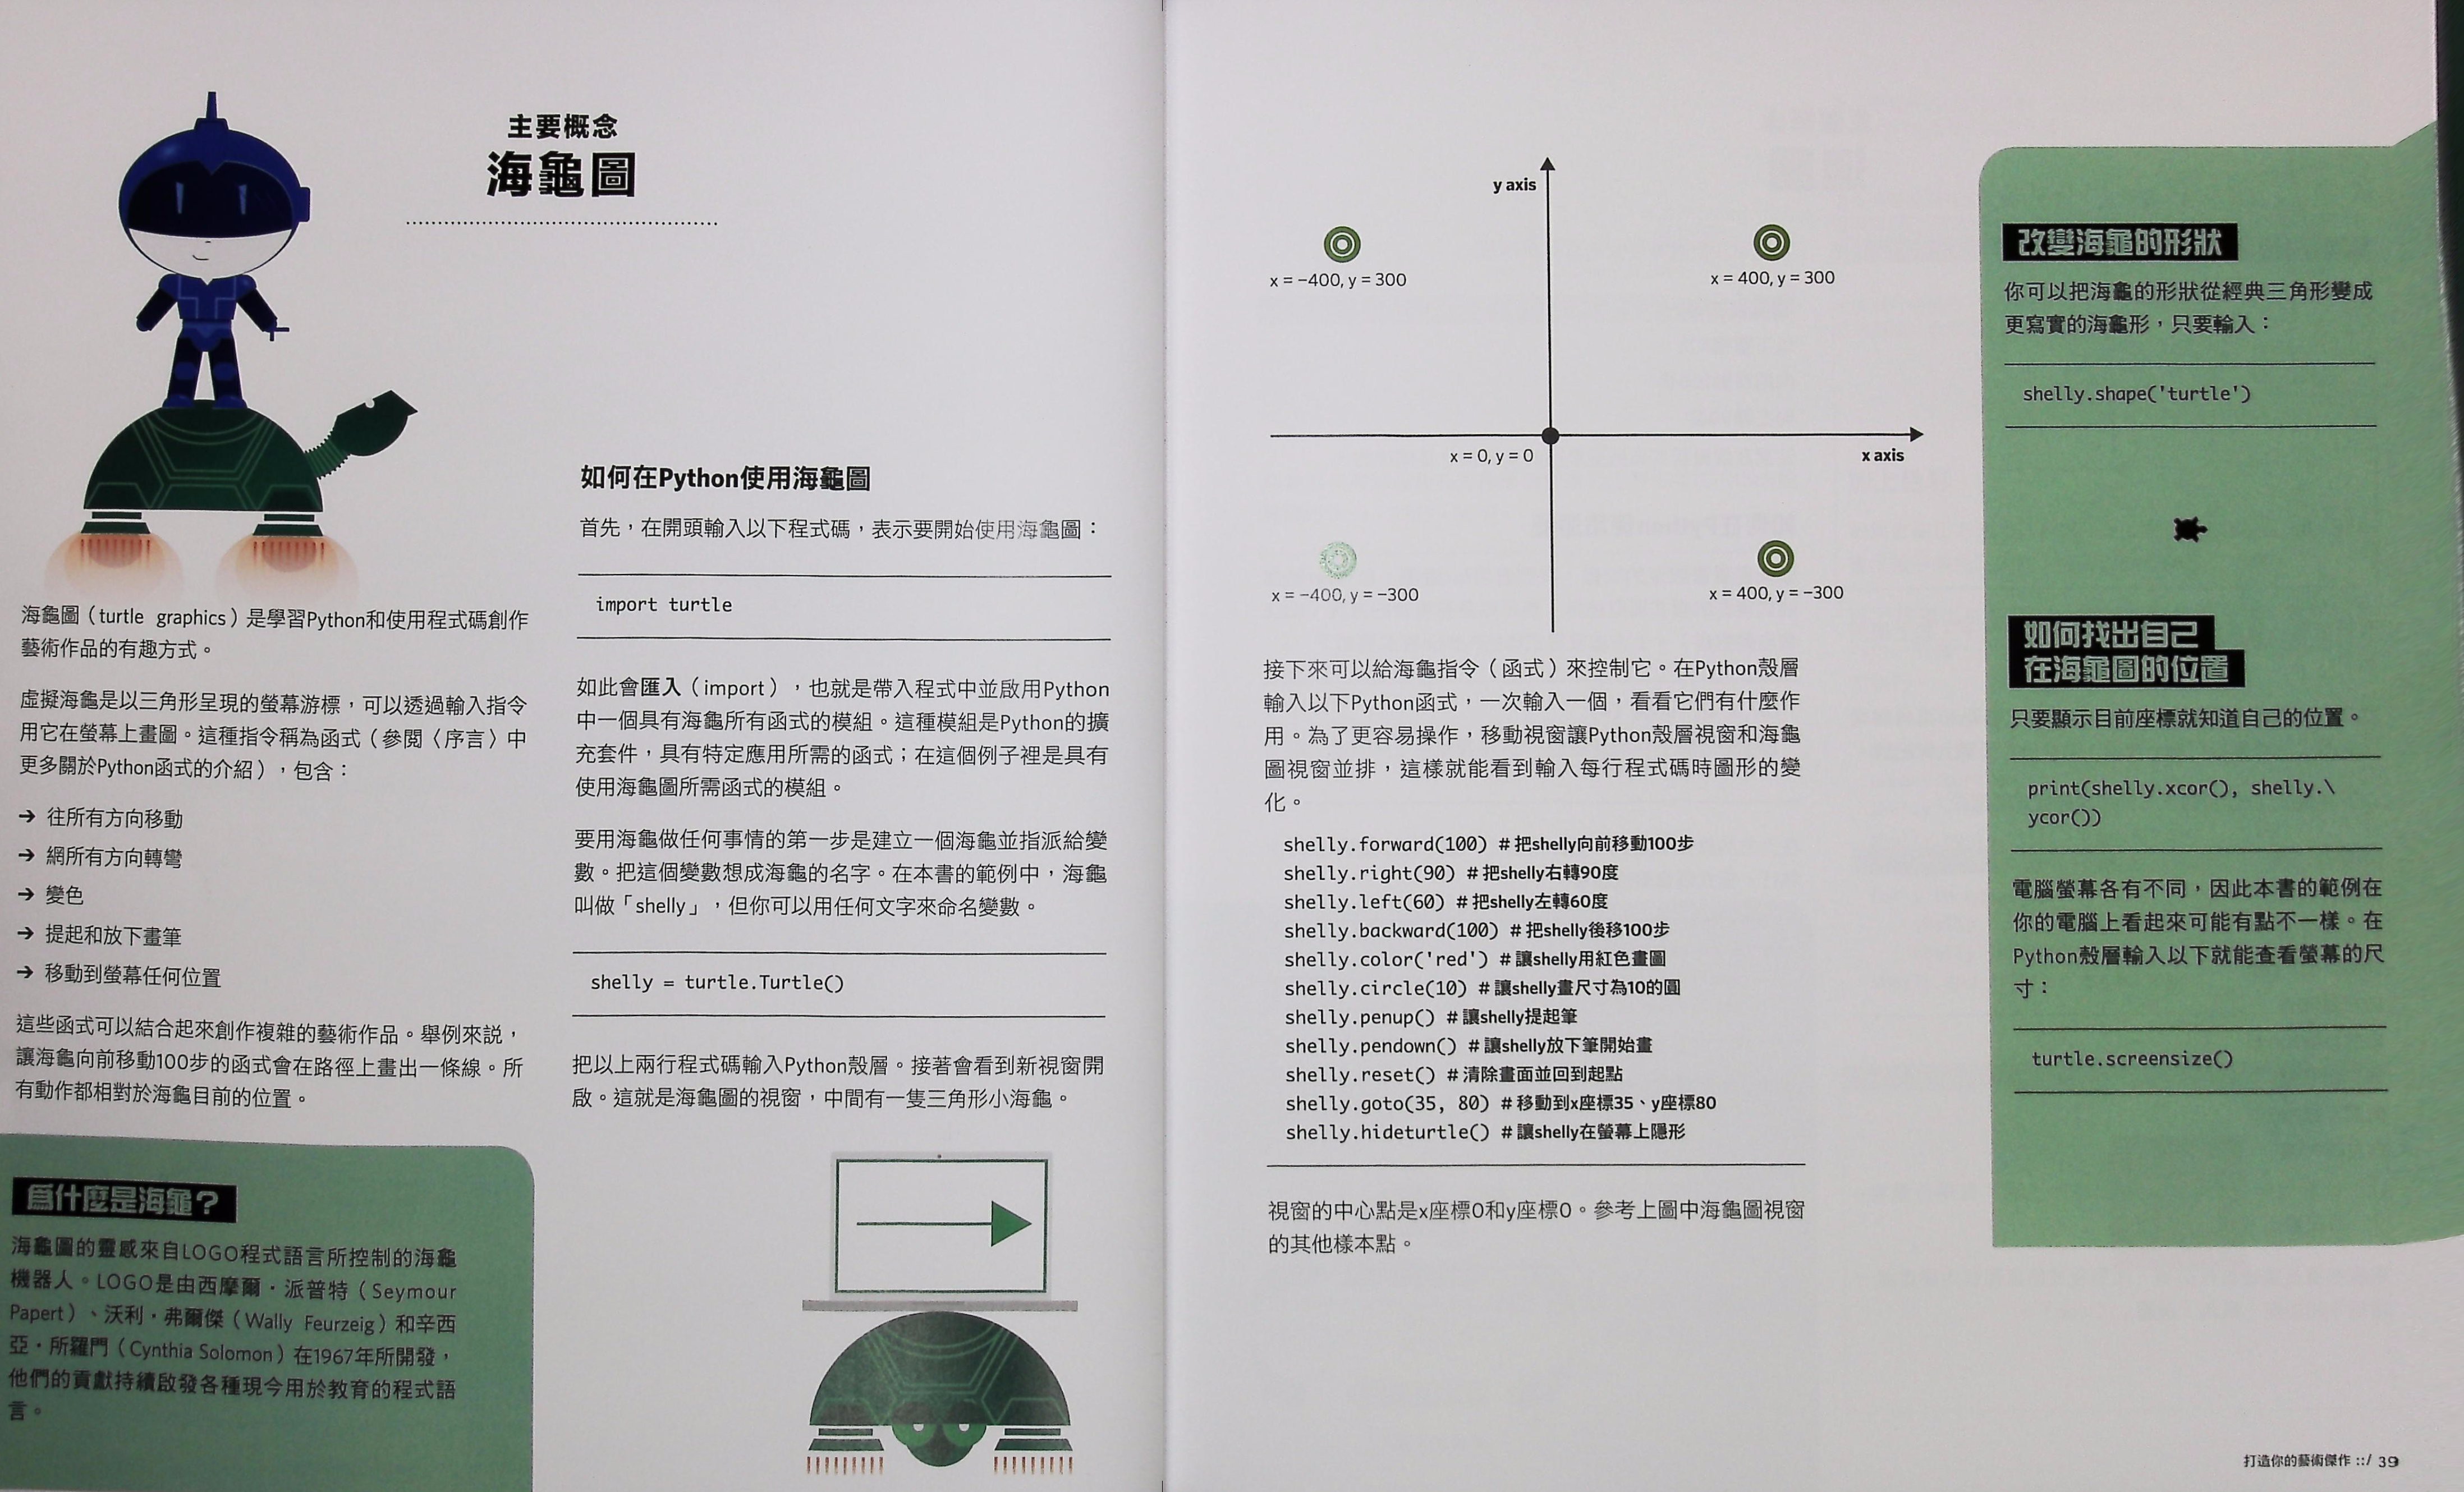 主要概念
海龜圖
海龜圖（turtle graphics）是學習Python和使用程式碼創作
藝術作品的有趣方式。
虛擬海龜是以三角形呈現的螢幕游標，可以透過輸入指令
用它在螢幕上畫圖。這種指令稱為函式（參閱〈序言〉中
更多關於Python函式的介紹），包含：
→ 往所有方向移動
→ 網所有方向轉彎
→ 變色
→ 提起和放下畫筆
→ 移動到螢幕任何位置
這些函式可以結合起來創作複雜的藝術作品。舉例來説，
讓海龜向前移動100步的函式會在路徑上畫出一條線。所
有動作都相對於海龜目前的位置。
為什麼是海龜？
海龜圖的靈感來自LOGO程式語言所控制的海龜
機器人。LOGO是由西摩爾・派普特（Seymour
Papert）、沃利・弗爾傑（Wally Feurzeig）和辛西
亞・所羅門（Cynthia Solomon）在1967年所開發，
他們的貢獻持續啟發各種現今用於教育的程式語
言。
如何在Python使用海龜圖
首先，在開頭輸入以下程式碼，表示要開始使用海龜圖：
import turtle
如此會匯入（import），也就是帶入程式中並啟用Python
中一個具有海龜所有函式的模組。這種模組是Python的擴
充套件，具有特定應用所需的函式；在這個例子裡是具有
使用海龜圖所需函式的模組。
要用海龜做任何事情的第一步是建立一個海龜並指派給變
數。把這個變數想成海龜的名字。在本書的範例中，海龜
叫做「shelly」，但你可以用任何文字來命名變數。
shelly = turtle.Turtle()
把以上兩行程式碼輸入Python殼層。接著會看到新視窗開
啟。這就是海龜圖的視窗，中間有一隻三角形小海龜。
y axis
x = −400, y = 300
x = 400, y = 300
x = 0, y = 0
x axis
x = −400, y = −300
x = 400, y = −300
接下來可以給海龜指令（函式）來控制它。在Python殼層
輸入以下Python函式，一次輸入一個，看看它們有什麼作
用。為了更容易操作，移動視窗讓Python殼層視窗和海龜
圖視窗並排，這樣就能看到輸入每行程式碼時圖形的變
化。
shelly.forward(100) # 把shelly向前移動100步
shelly.right(90) # 把shelly右轉90度
shelly.left(60) # 把shelly左轉60度
shelly.backward(100) # 把shelly後移100步
shelly.color('red') # 讓shelly用紅色畫圖
shelly.circle(10) # 讓shelly畫尺寸為10的圓
shelly.penup() # 讓shelly提起筆
shelly.pendown() # 讓shelly放下筆開始畫
shelly.reset() # 清除畫面並回到起點
shelly.goto(35, 80) # 移動到x座標35、y座標80
shelly.hideturtle() # 讓shelly在螢幕上隱形
視窗的中心點是x座標0和y座標0。參考上圖中海龜圖視窗
的其他樣本點。
改變海龜的形狀
你可以把海龜的形狀從經典三角形變成
更寫實的海龜形，只要輸入：
shelly.shape('turtle')
如何找出自己
在海龜圖的位置
只要顯示目前座標就知道自己的位置。
print(shelly.xcor(), shelly.\
ycor())
電腦螢幕各有不同，因此本書的範例在
你的電腦上看起來可能有點不一樣。在
Python殼層輸入以下就能查看螢幕的尺
寸：
turtle.screensize()
打造你的藝術傑作 ::/ 39